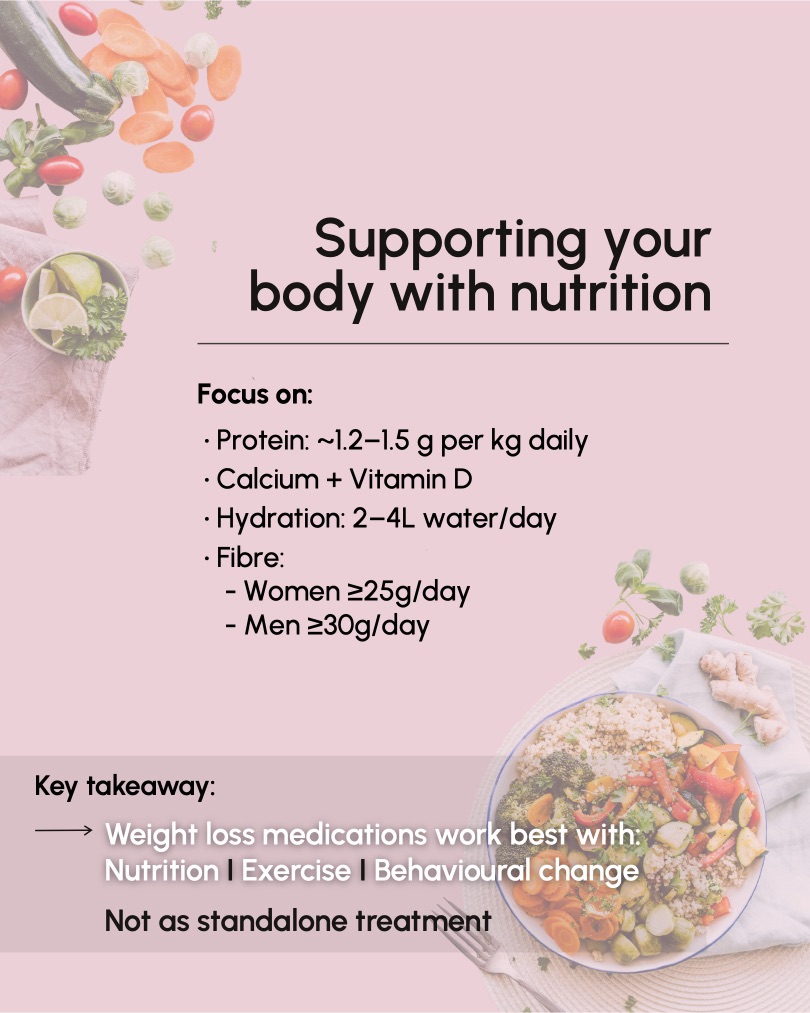 Supporting your
body with nutrition
Focus on:
· Protein: ~1.2–1.5 g per kg daily
· Calcium + Vitamin D
· Hydration: 2–4L water/day
· Fibre:
- Women ≥25g/day
- Men ≥30g/day
Key takeaway:
Weight loss medications work best with:
Nutrition | Exercise | Behavioural change
Not as standalone treatment